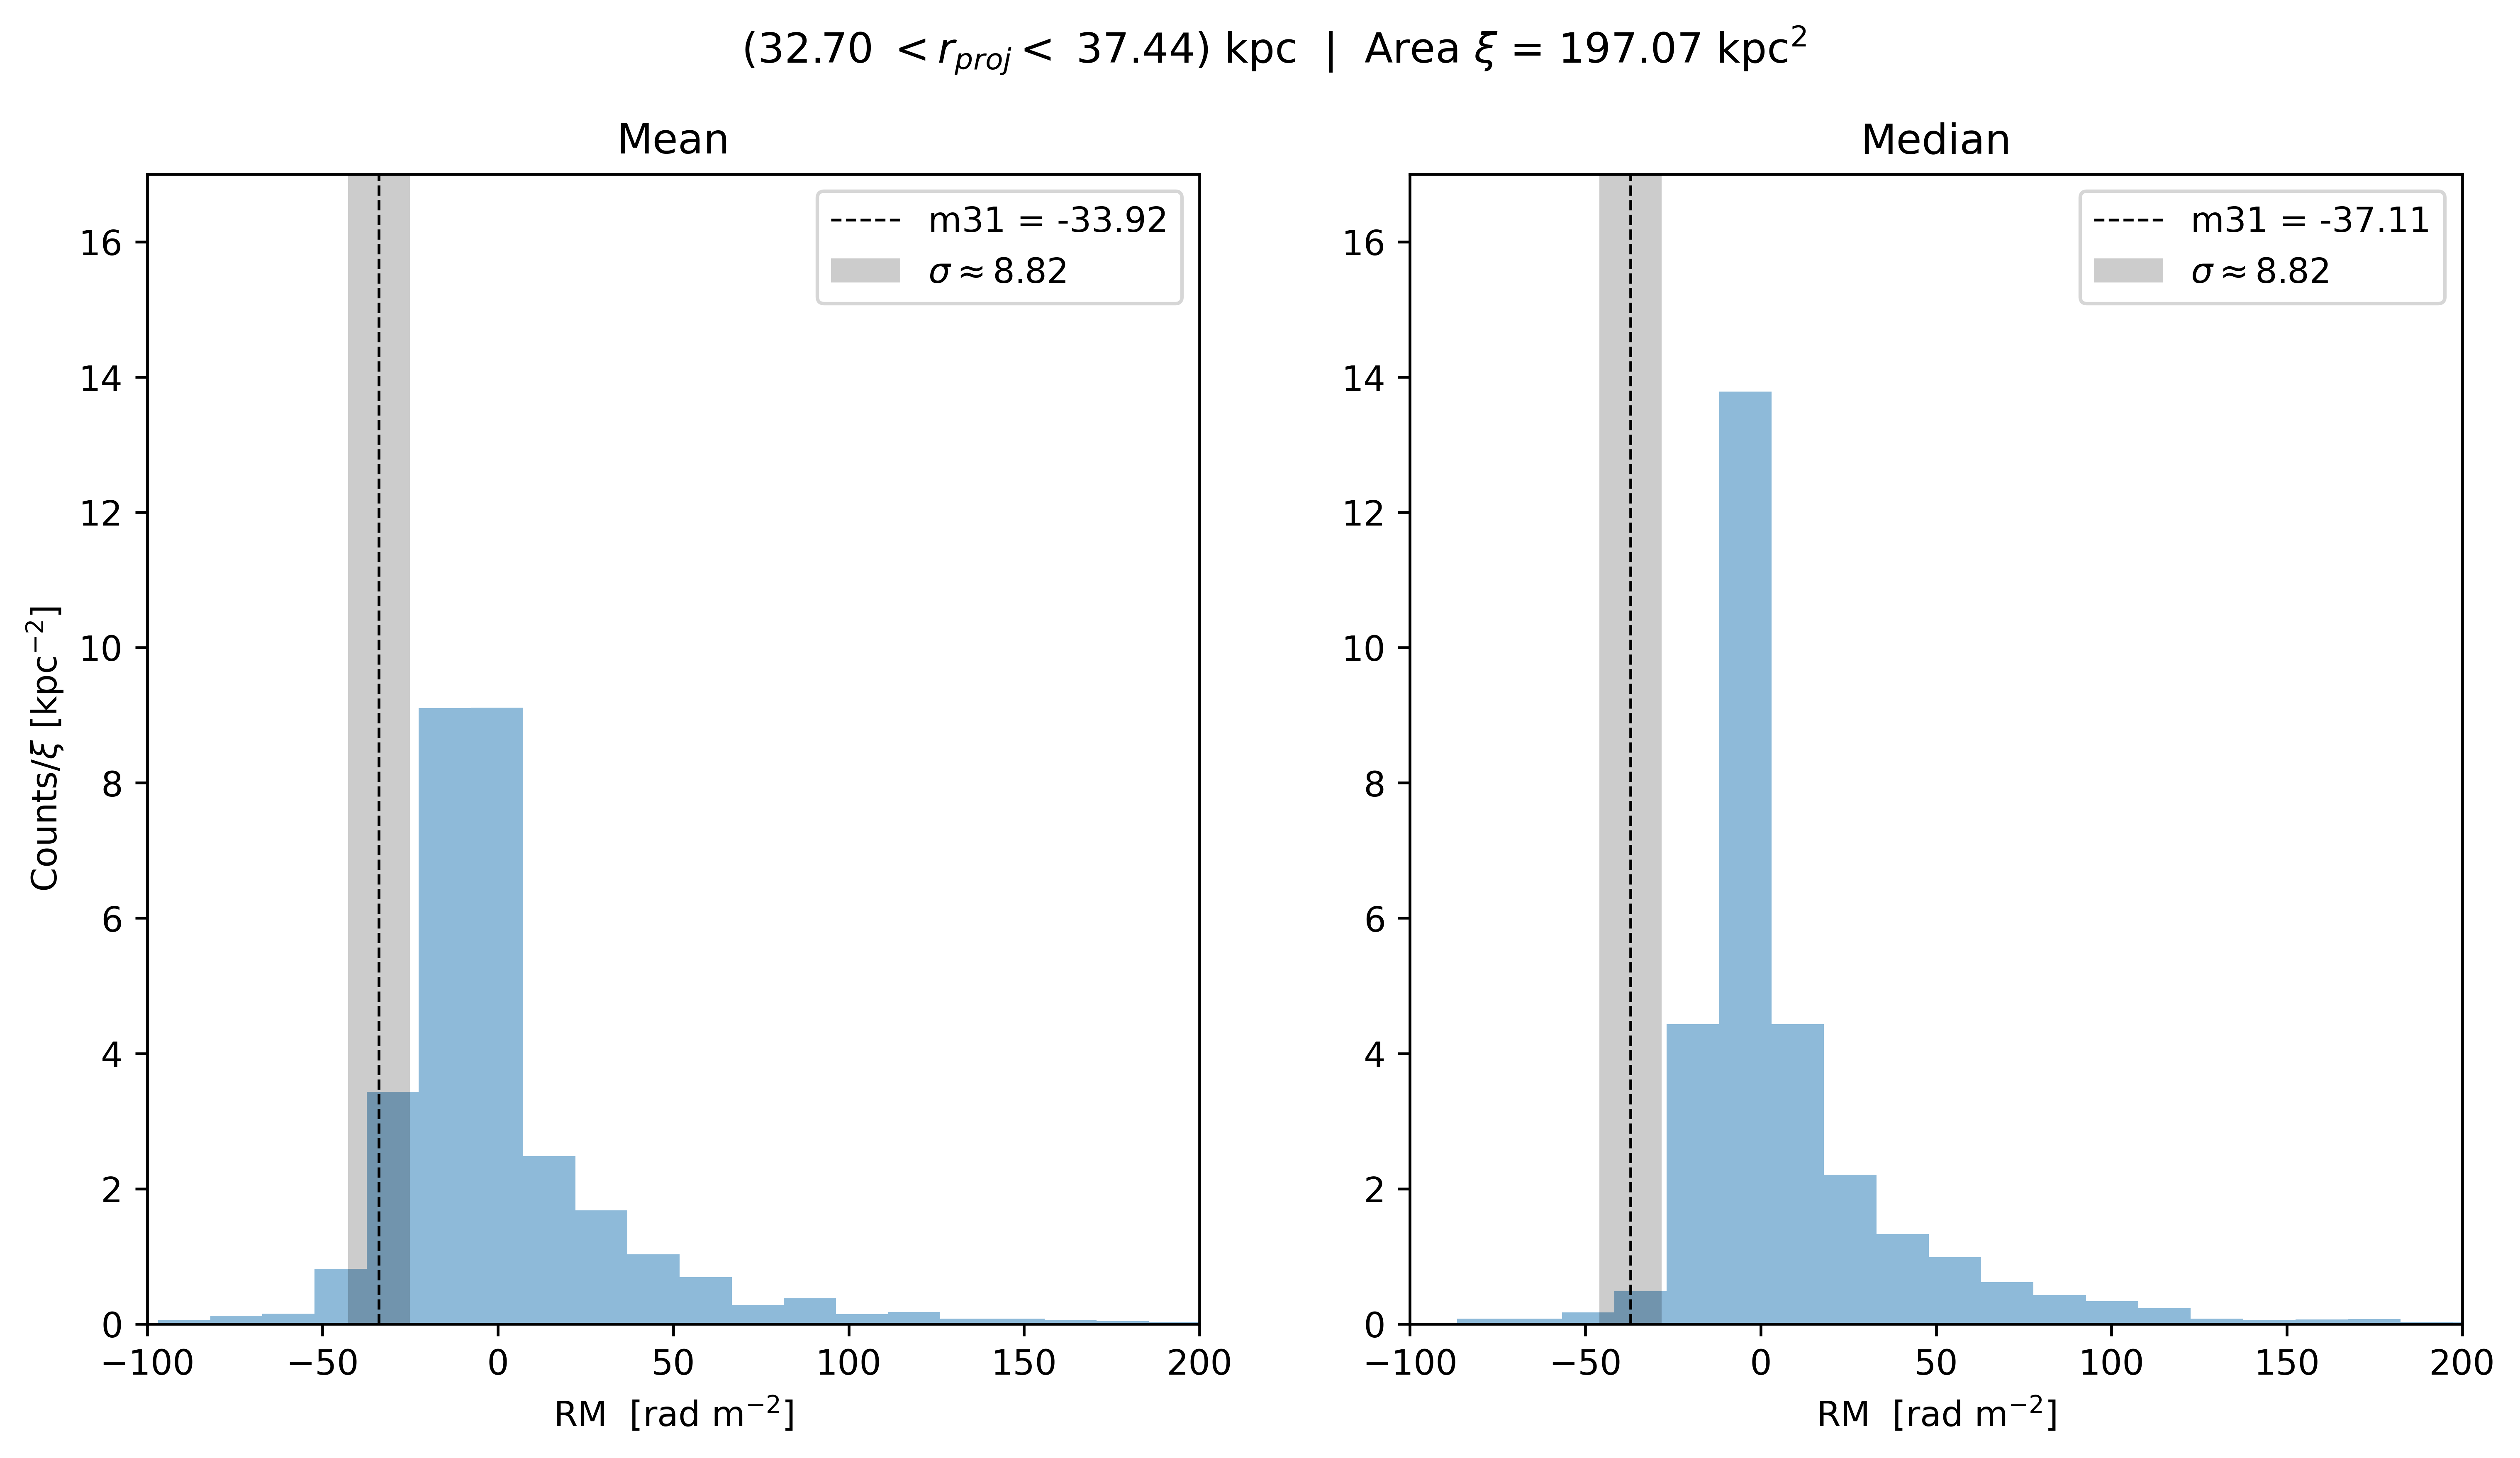 (32.70 < r_proj < 37.44) kpc | Area ξ = 197.07 kpc²
Mean
m31 = -33.92
σ ≈ 8.82
16
14
12
10
8
6
4
2
0
Counts/ξ [kpc⁻²]
−100 −50 0 50 100 150 200
RM [rad m⁻²]
Median
m31 = -37.11
σ ≈ 8.82
16
14
12
10
8
6
4
2
0
−100 −50 0 50 100 150 200
RM [rad m⁻²]